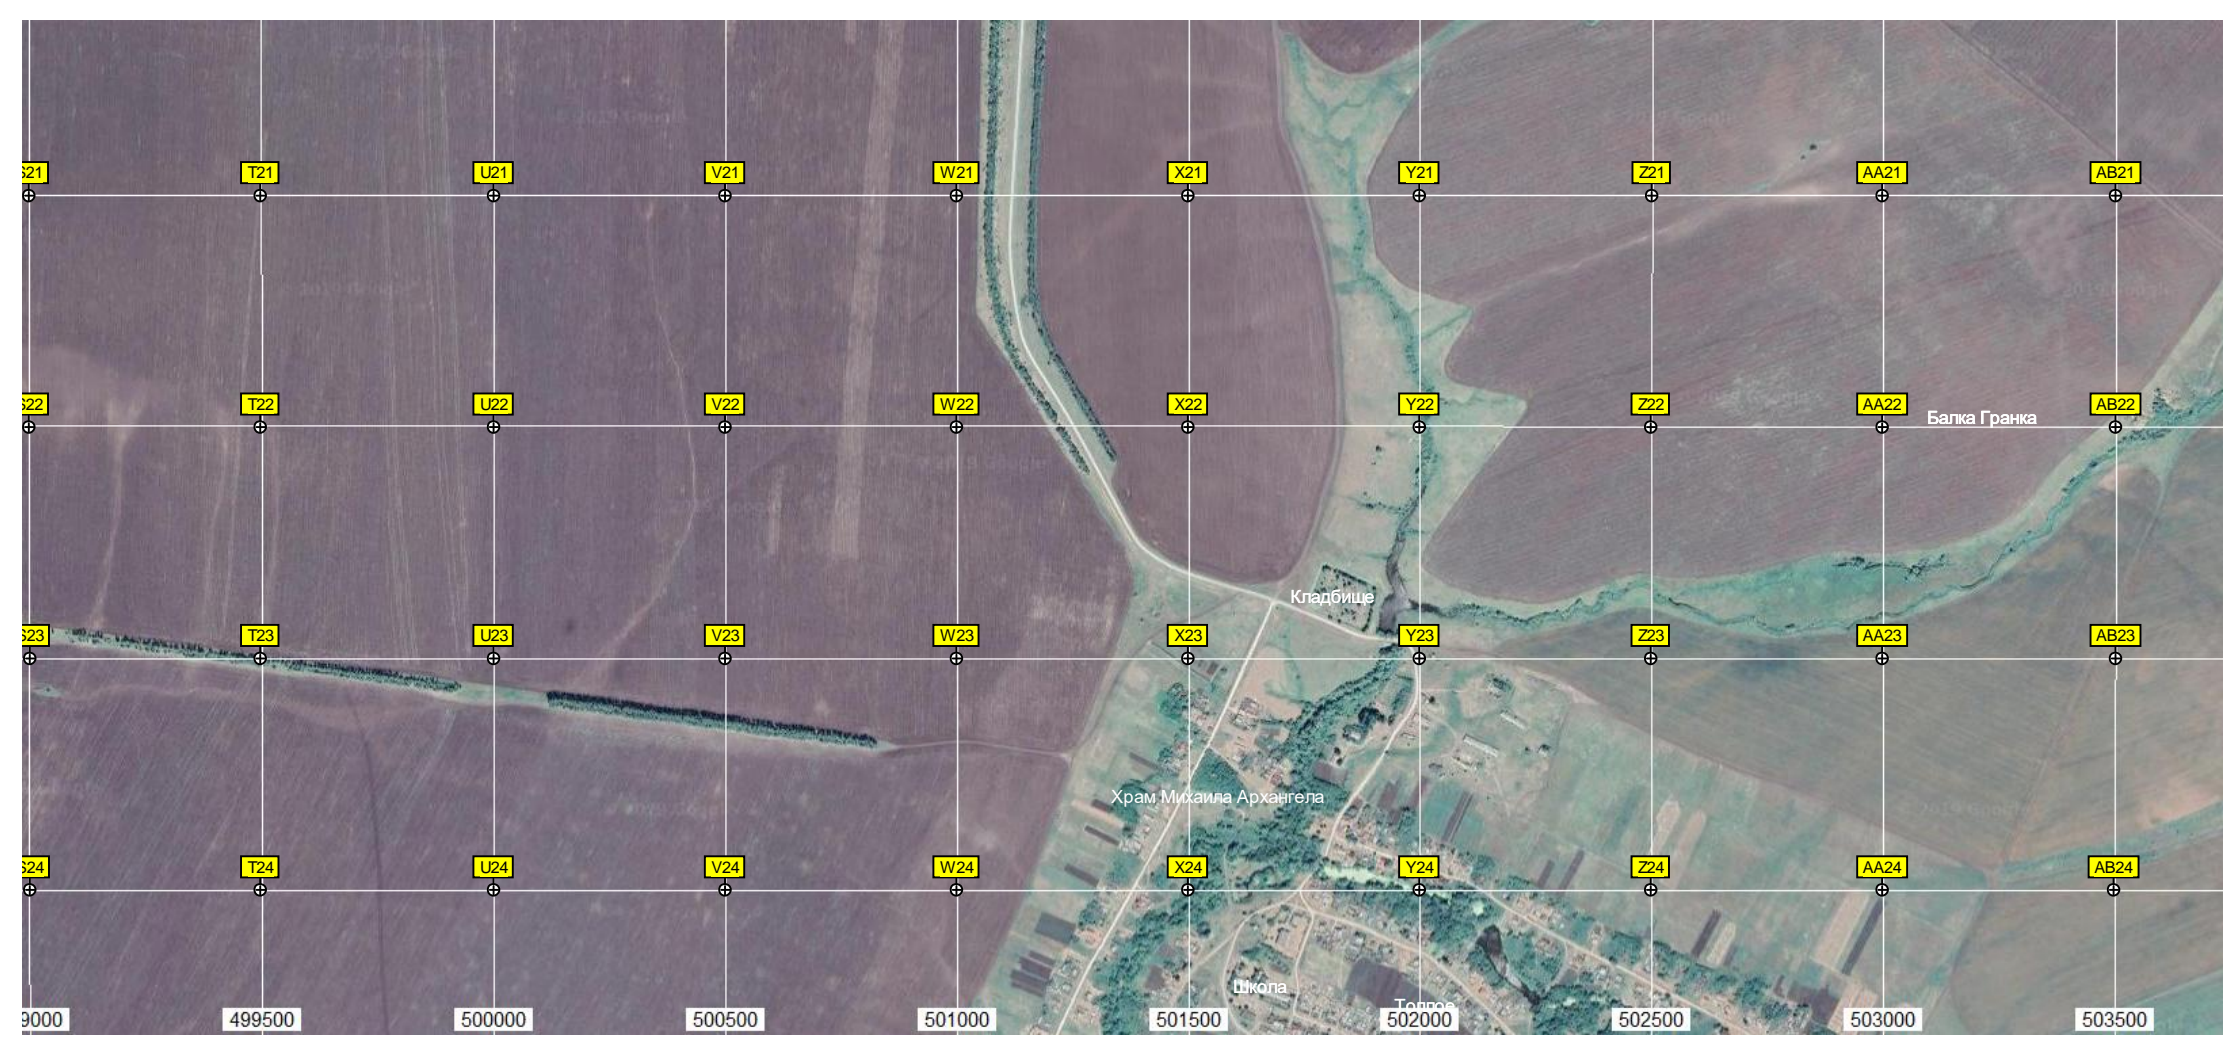 S21 T21 U21 V21 W21 X21 Y21 Z21 AA21 AB21
S22 T22 U22 V22 W22 X22 Y22 Z22 AA22 AB22
Балка Гранка
Кладбище
S23 T23 U23 V23 W23 X23 Y23 Z23 AA23 AB23
Храм Михаила Архангела
S24 T24 U24 V24 W24 X24 Y24 Z24 AA24 AB24
Школа
9000 499500 500000 500500 501000 501500 502000 502500 503000 503500